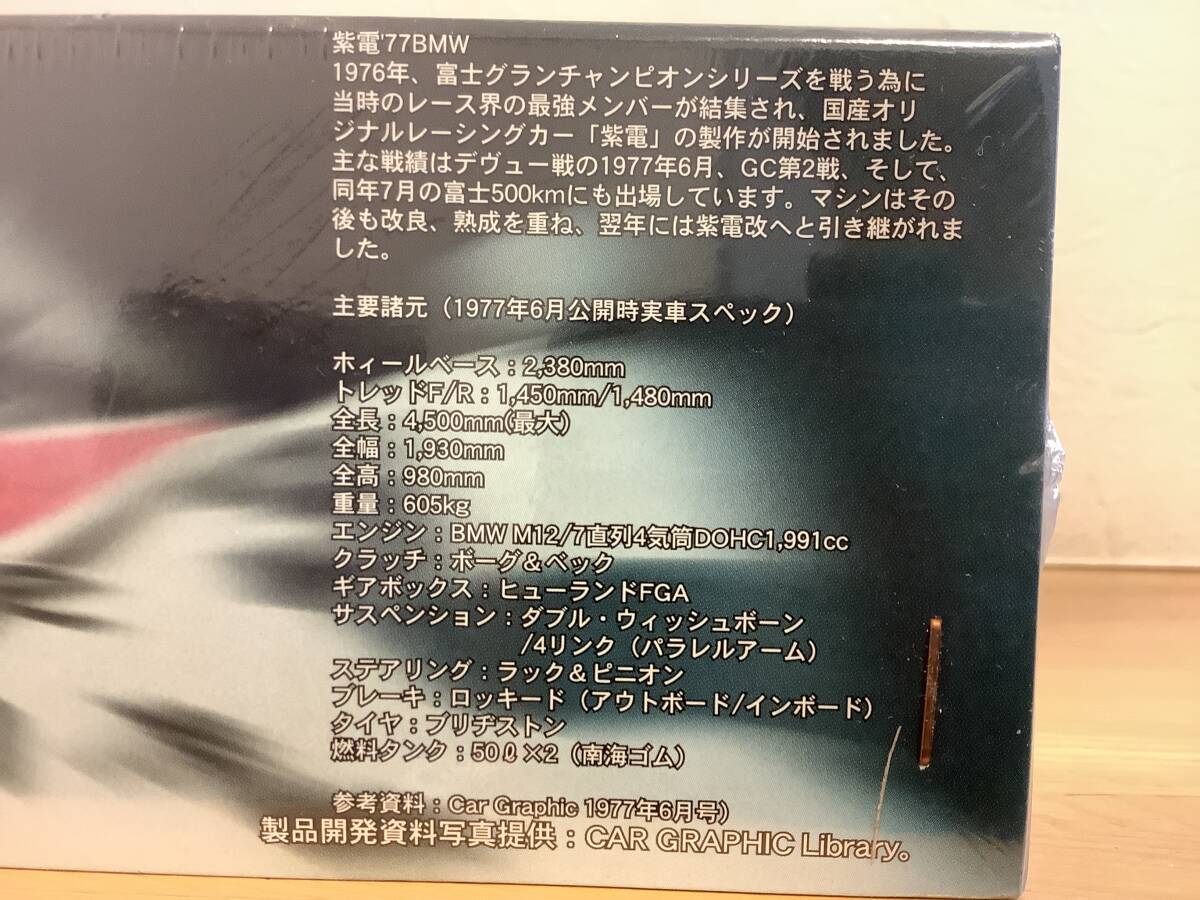 紫電'77BMW
1976年、富士グランチャンピオンシリーズを戦う為に
当時のレース界の最強メンバーが結集され、国産オリ
ジナルレーシングカー「紫電」の製作が開始されました。
主な戦績はデヴュー戦の1977年6月、GC第2戦、そして、
同年7月の富士500kmにも出場しています。マシンはその
後も改良、熟成を重ね、翌年には紫電改へと引き継がれま
した。
主要諸元（1977年6月公開時実車スペック）
ホィールベース：2,380mm
トレッドF/R：1,450mm/1,480mm
全長：4,500mm(最大)
全幅：1,930mm
全高：980mm
重量：605kg
エンジン：BMW M12/7直列4気筒DOHC1,991cc
クラッチ：ボーグ＆ベック
ギアボックス：ヒューランドFGA
サスペンション：ダブル・ウィッシュボーン
/4リンク（パラレルアーム）
ステアリング：ラック＆ピニオン
ブレーキ：ロッキード（アウトボード/インボード）
タイヤ：ブリヂストン
燃料タンク：50ℓ×2（南海ゴム）
参考資料：Car Graphic 1977年6月号)
製品開発資料写真提供：CAR GRAPHIC Library。